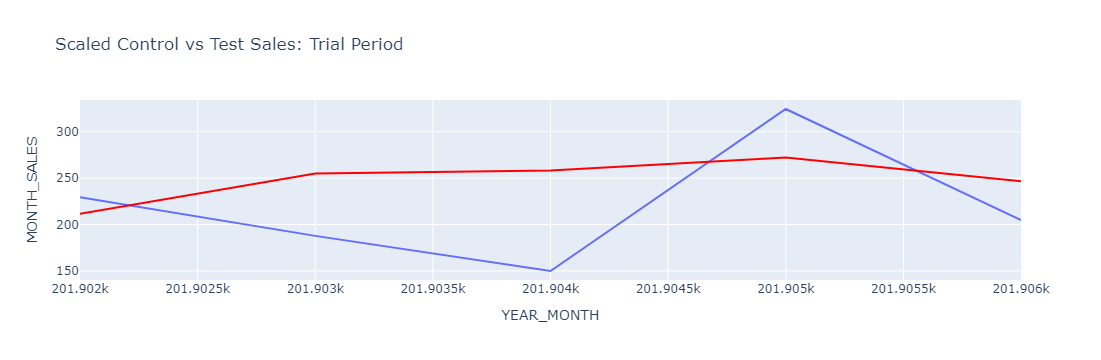 Scaled Control vs Test Sales: Trial Period
MONTH_SALES
300
250
200
150
201.902k 201.9025k 201.903k 201.9035k 201.904k 201.9045k 201.905k 201.9055k 201.906k
YEAR_MONTH